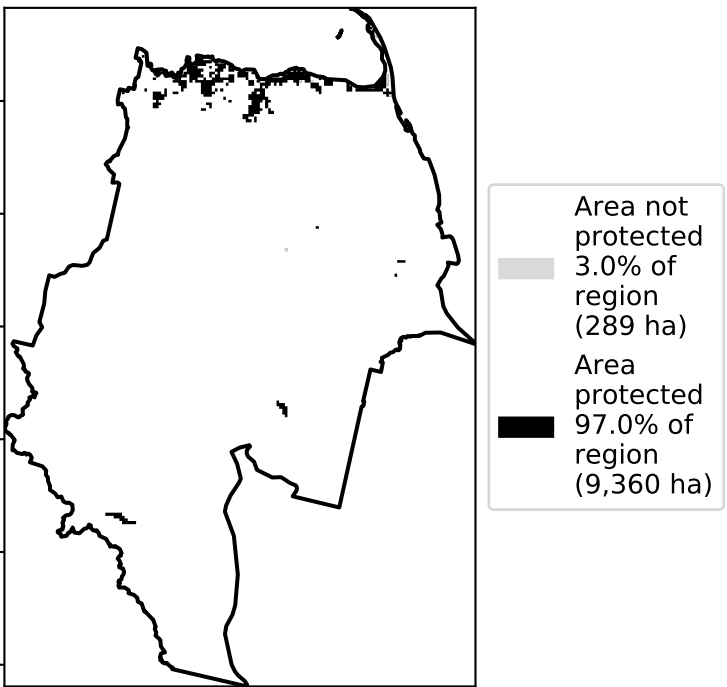 Area not
protected
3.0% of
region
(289 ha)
Area
protected
97.0% of
region
(9,360 ha)